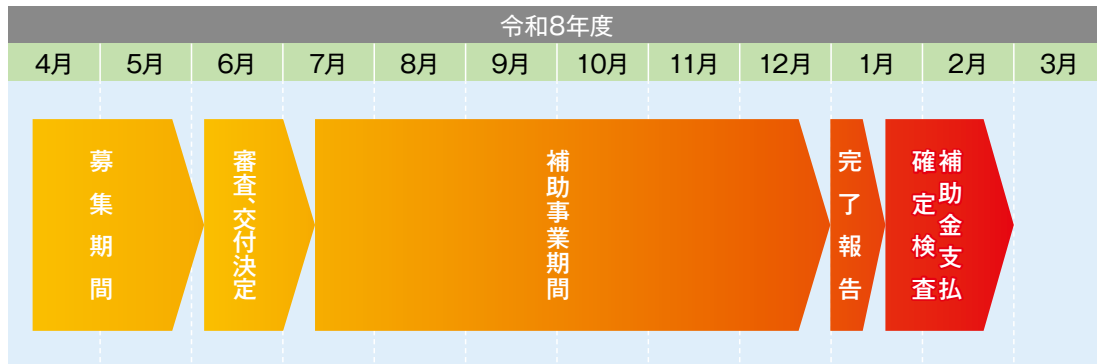 令和8年度
4月 5月 6月 7月 8月 9月 10月 11月 12月 1月 2月 3月
募集期間
審査、交付決定
補助事業期間
完了報告
補助金支払
確定検査